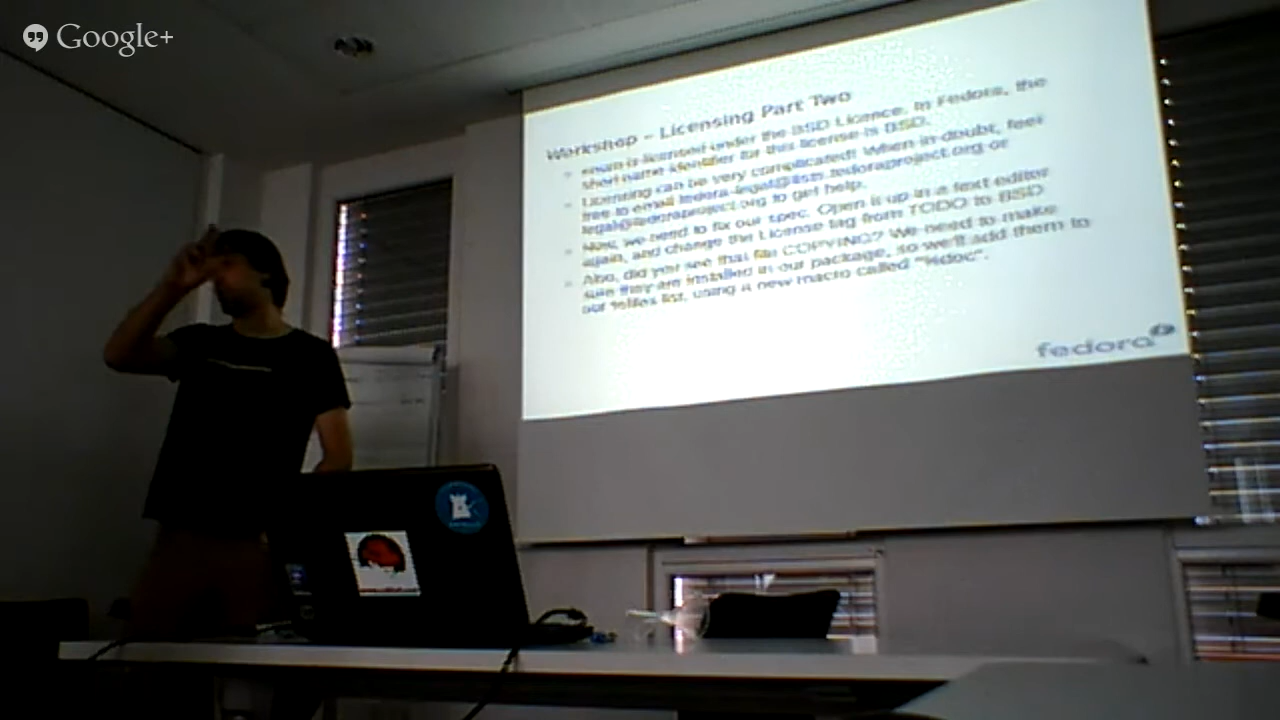 Google+
Workshop – Licensing Part Two
is licensed under the BSD Licence. In Fedora, the
short name identifier for this license is BSD.
Licensing can be very complicated! When in doubt, feel
free to email fedora-legal@lists.fedoraproject.org or
legal@fedoraproject.org to get help.
Now, we need to fix our spec. Open it up in a text editor
again, and change the License tag from TODO to BSD
Also, did you see that file COPYING? We need to make
sure they are installed in our package, so we'll add them to
our %files list, using a new macro called "%doc".
fedora